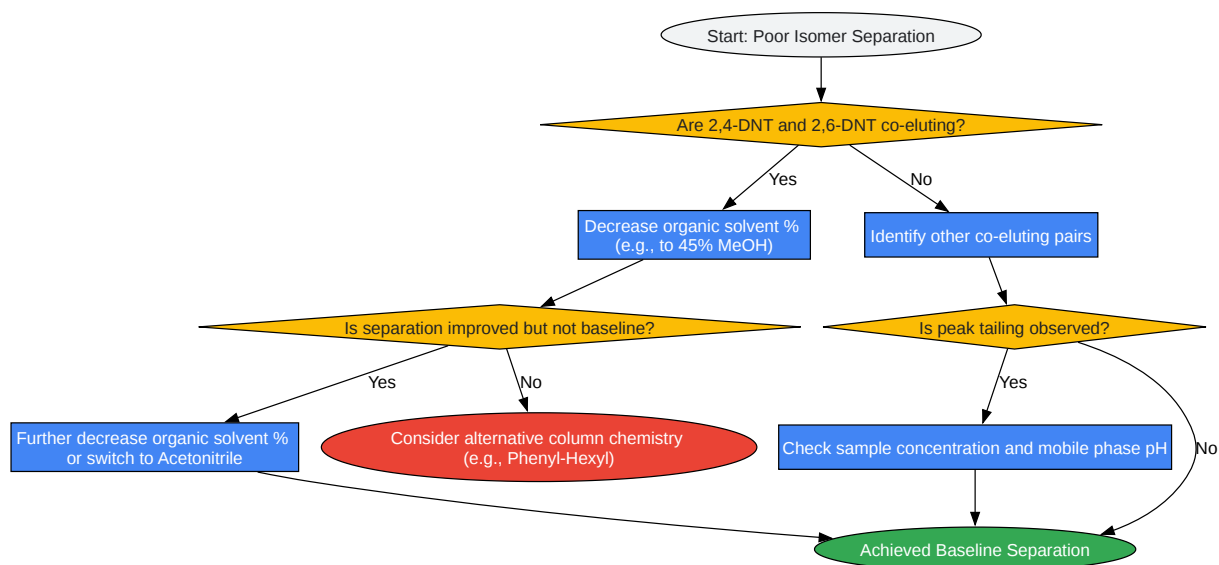 Start: Poor Isomer Separation
Are 2,4-DNT and 2,6-DNT co-eluting?
Yes
No
Decrease organic solvent %
(e.g., to 45% MeOH)
Identify other co-eluting pairs
Is separation improved but not baseline?
Is peak tailing observed?
Yes
No
Yes
No
Further decrease organic solvent %
or switch to Acetonitrile
Consider alternative column chemistry
(e.g., Phenyl-Hexyl)
Check sample concentration and mobile phase pH
Achieved Baseline Separation